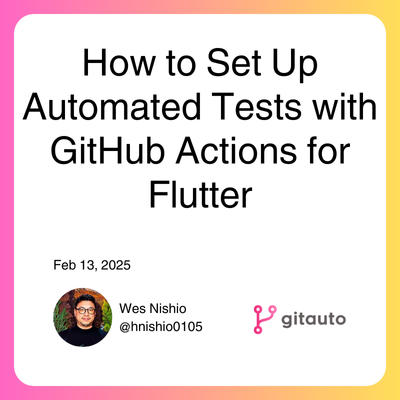 How to Set Up
Automated Tests with
GitHub Actions for
Flutter
Feb 13, 2025
Wes Nishio
@hnishio0105
gitauto